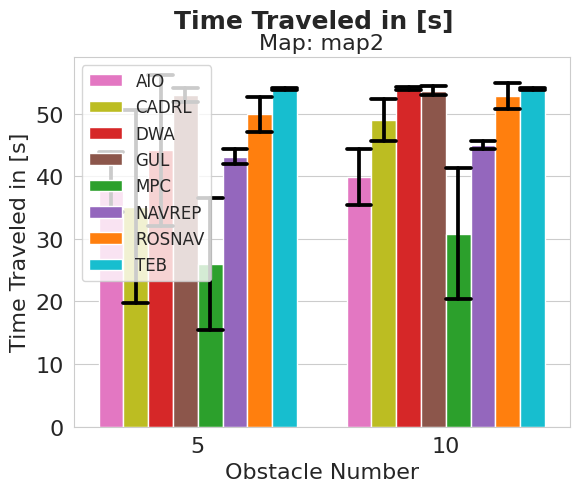 Time Traveled in [s]
Map: map2
Time Traveled in [s]
50
40
30
20
10
0
AIO
CADRL
DWA
GUL
MPC
NAVREP
ROSNAV
TEB
5
10
Obstacle Number